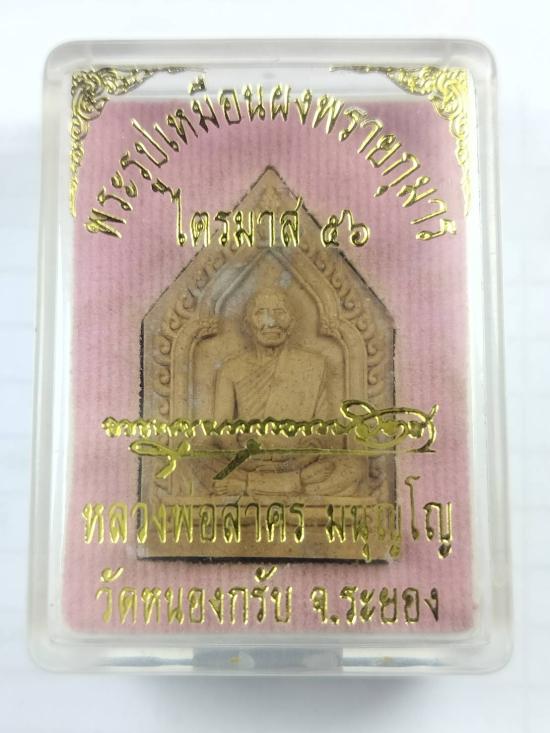 พระรูปเหมือนผงพรายกุมาร
ไตรมาส ๕๖
หลวงพ่อสาคร มนุญฺโญ
วัดหนองกรับ จ.ระยอง